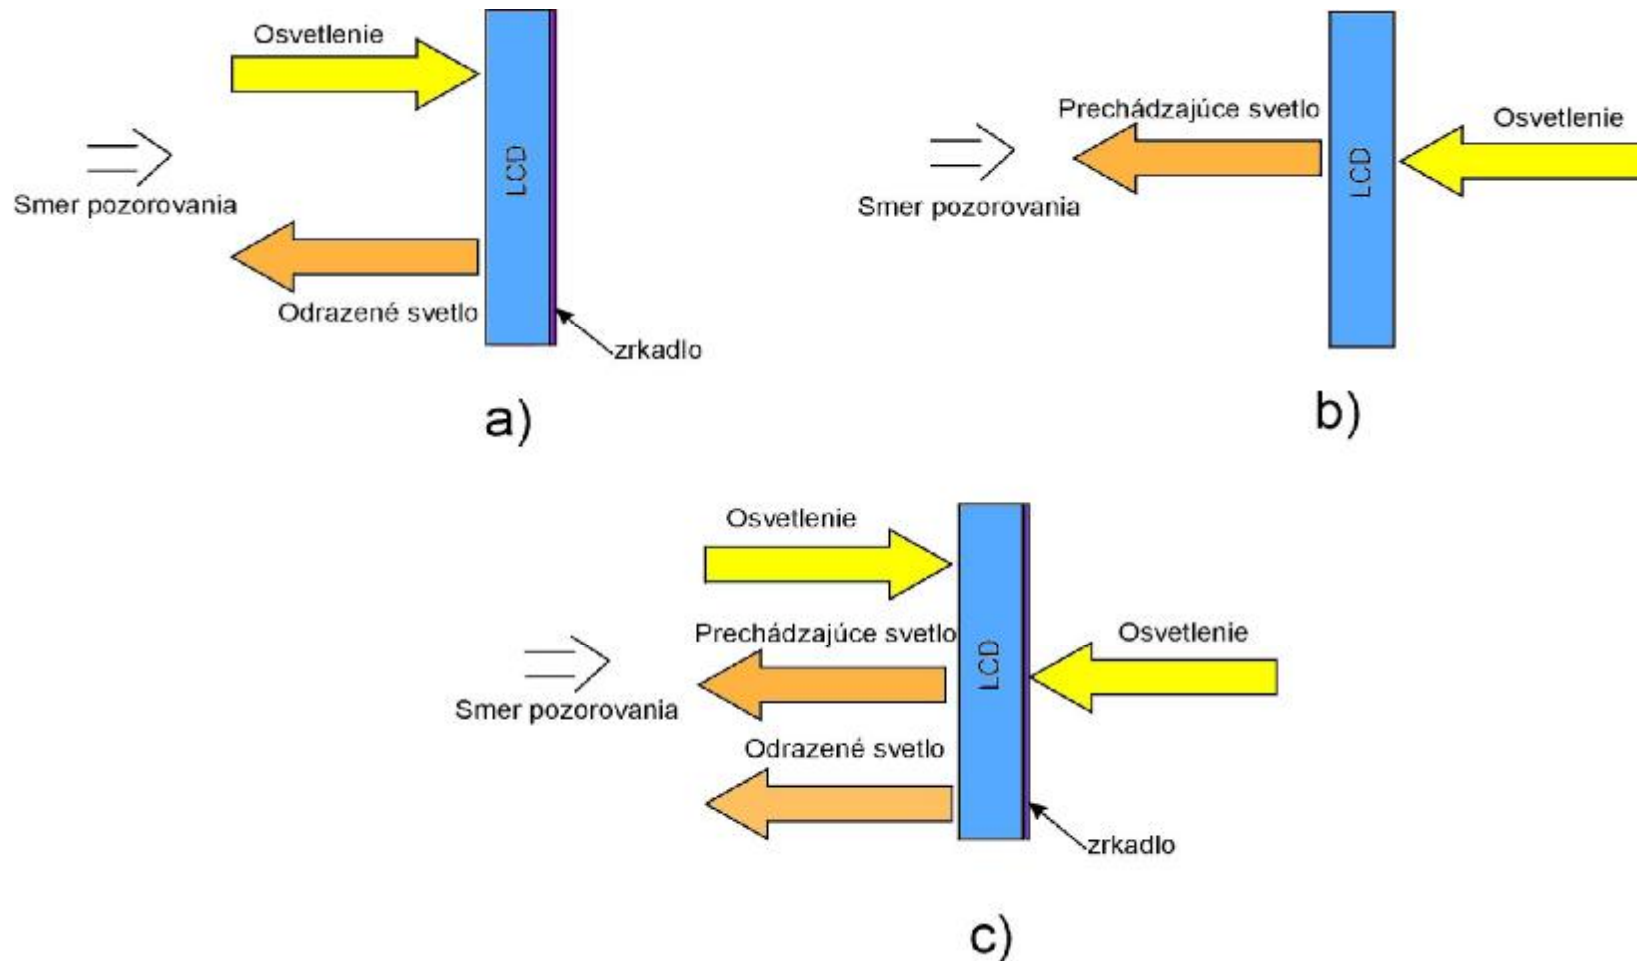 Osvetlenie
LCD
Smer pozorovania
Odrazené svetlo
zrkadlo
a)
Prechádzajúce svetlo
Osvetlenie
LCD
Smer pozorovania
b)
Osvetlenie
Prechádzajúce svetlo
Osvetlenie
LCD
Smer pozorovania
Odrazené svetlo
zrkadlo
c)